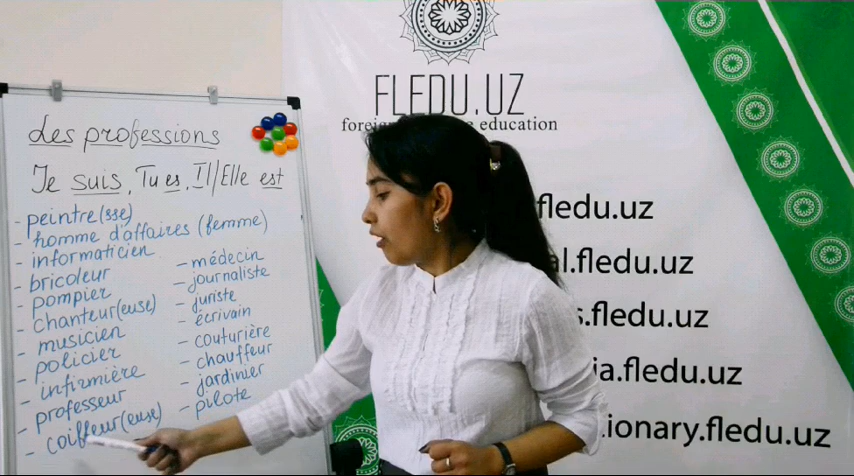 Les professions
Je suis, Tu es, Il/Elle est
- peintre(sse)
- homme d'affaires (femme)
- informaticien
- bricoleur
- pompier
- chanteur(euse)
- musicien
- policier
- infirmière
- professeur
- coiffeur(euse)
- médecin
- journaliste
- juriste
- écrivain
- couturière
- chauffeur
- jardinier
- pilote
FLEDU.UZ
education
fledu.uz
al.fledu.uz
s.fledu.uz
ia.fledu.uz
ionary.fledu.uz